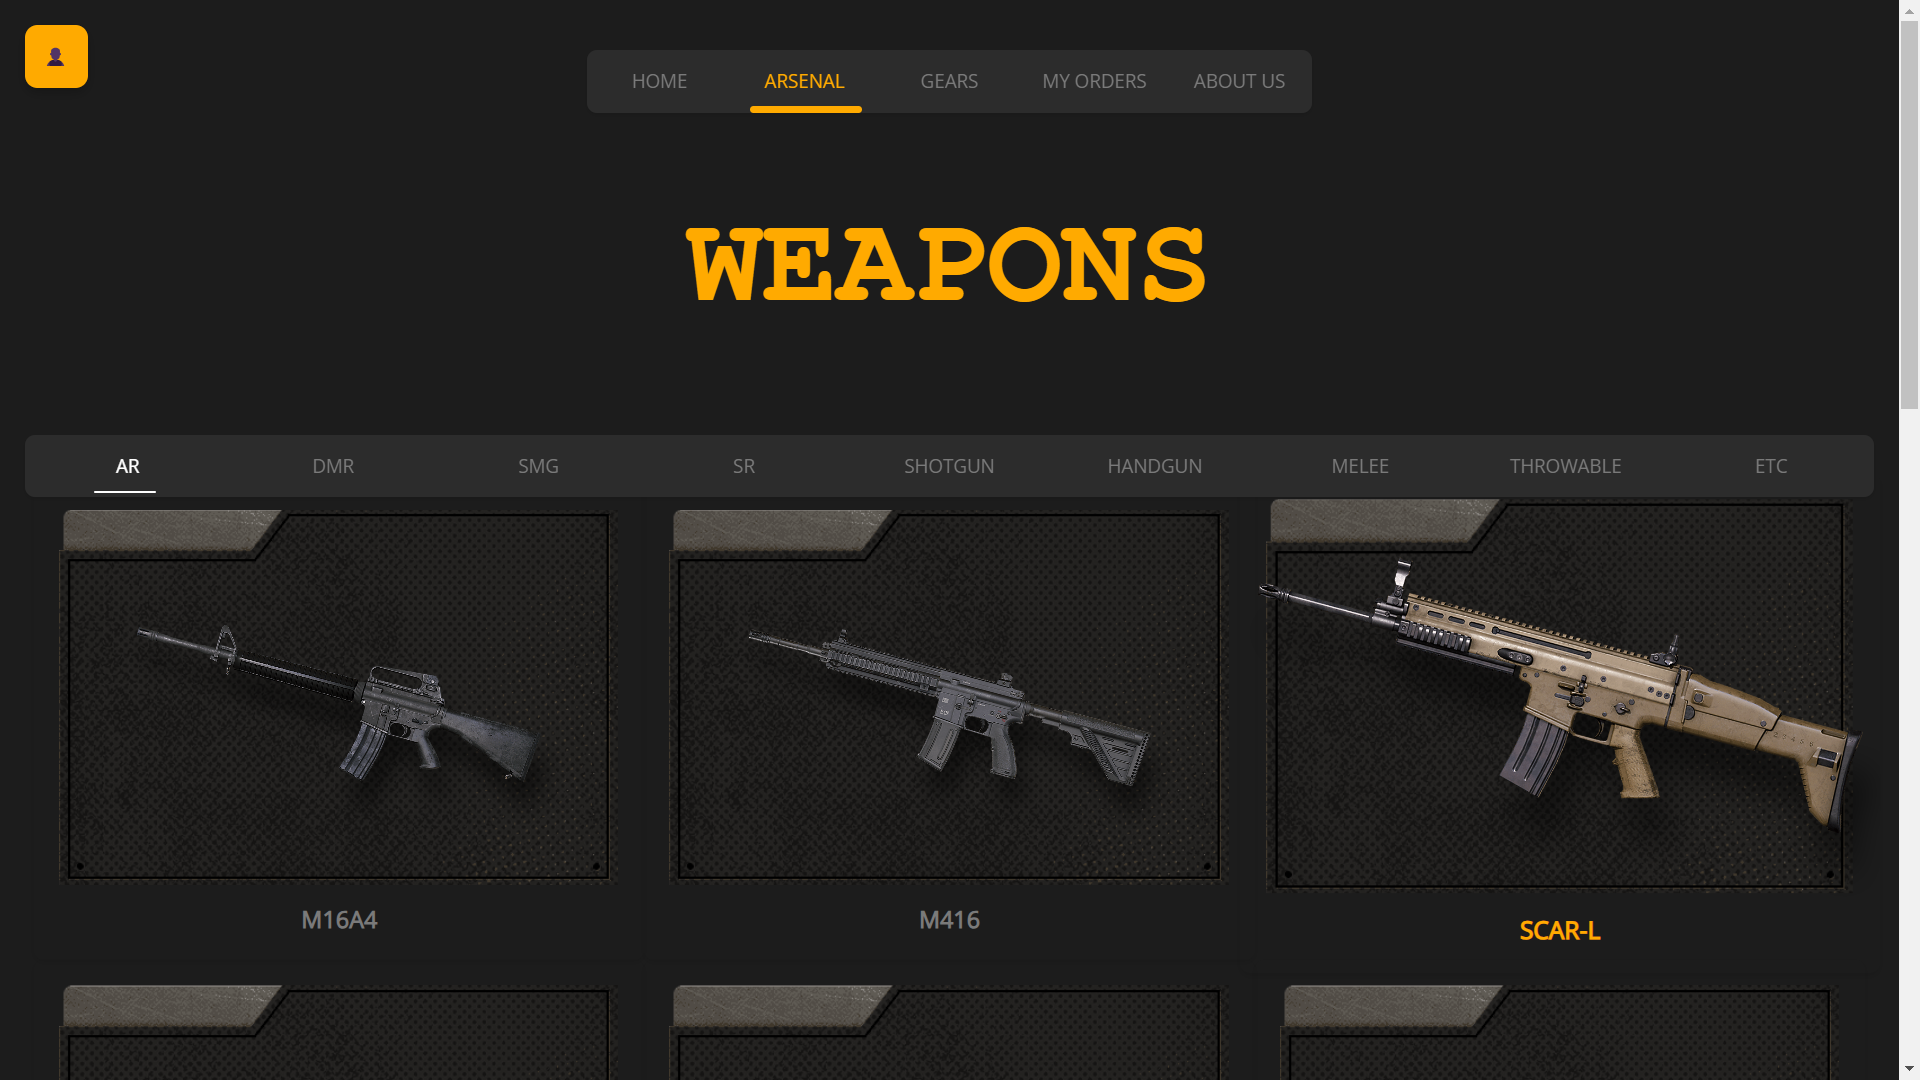 HOME ARSENAL GEARS MY ORDERS ABOUT US
WEAPONS
AR DMR SMG SR SHOTGUN HANDGUN MELEE THROWABLE ETC
M16A4 M416 SCAR-L